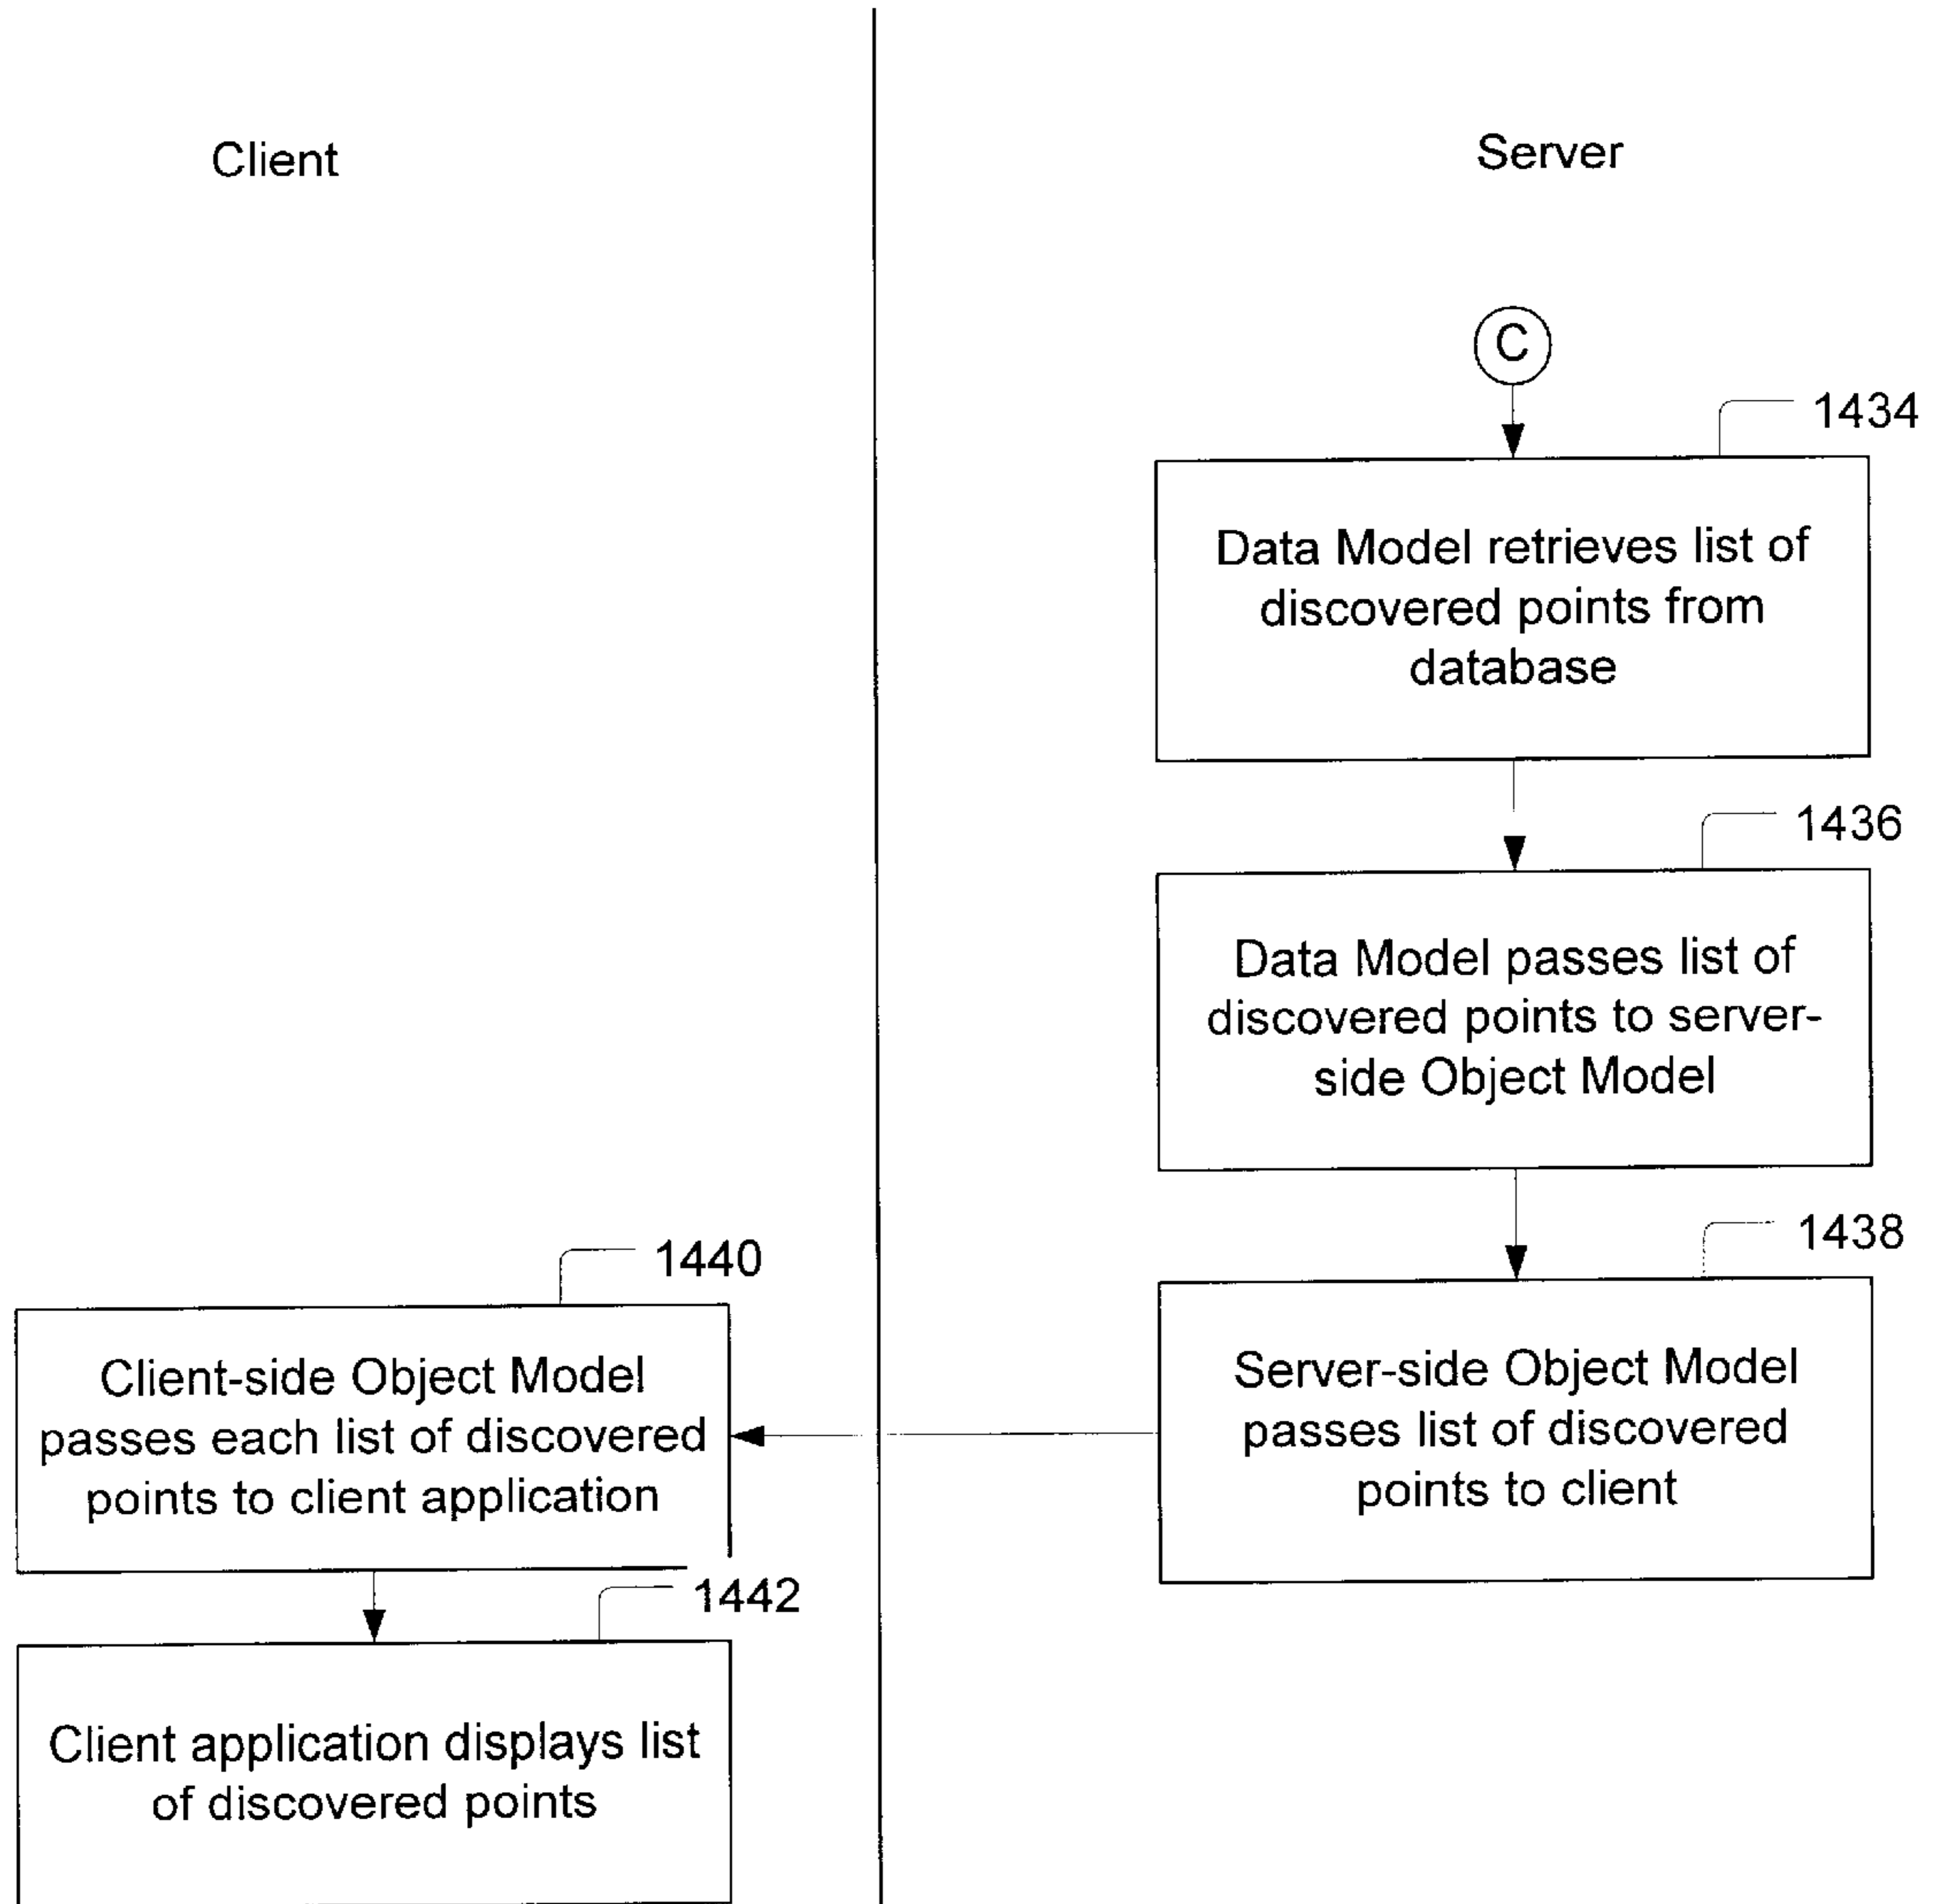 Client
Server
C
1434
Data Model retrieves list of
discovered points from
database
1436
Data Model passes list of
discovered points to server-
side Object Model
1438
Server-side Object Model
passes list of discovered
points to client
1440
Client-side Object Model
passes each list of discovered
points to client application
1442
Client application displays list
of discovered points